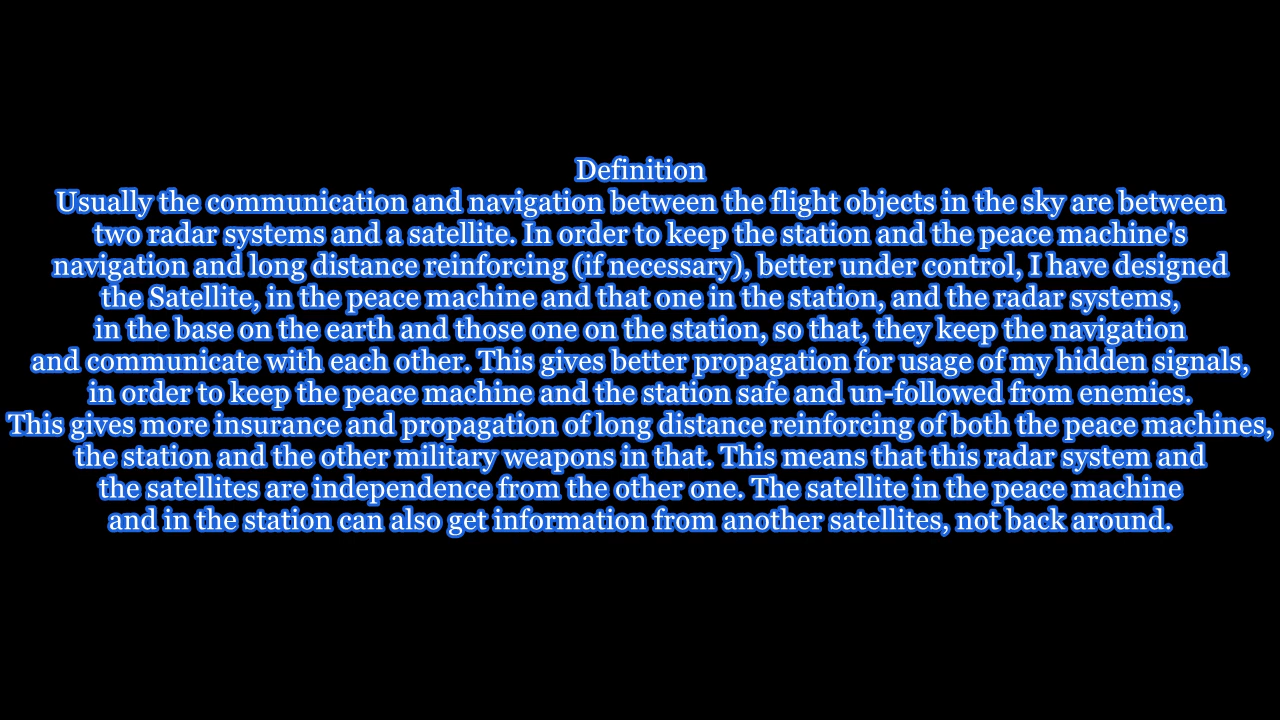 Definition
Usually the communication and navigation between the flight objects in the sky are between
two radar systems and a satellite. In order to keep the station and the peace machine's
navigation and long distance reinforcing (if necessary), better under control, I have designed
the Satellite, in the peace machine and that one in the station, and the radar systems,
in the base on the earth and those one on the station, so that, they keep the navigation
and communicate with each other. This gives better propagation for usage of my hidden signals,
in order to keep the peace machine and the station safe and un-followed from enemies.
This gives more insurance and propagation of long distance reinforcing of both the peace machines,
the station and the other military weapons in that. This means that this radar system and
the satellites are independence from the other one. The satellite in the peace machine
and in the station can also get information from another satellites, not back around.